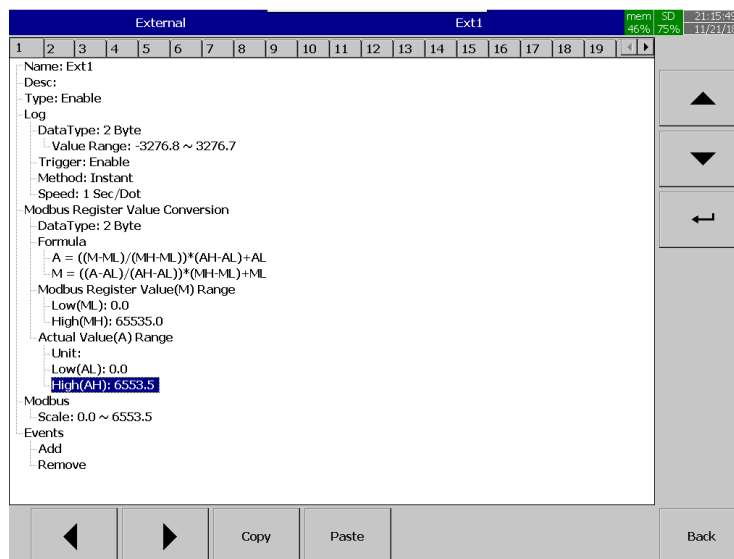 External Ext1 mem SD 21:15:49
46% 75% 11/21/18
1 2 3 4 5 6 7 8 9 10 11 12 13 14 15 16 17 18 19
Name: Ext1
Desc:
Type: Enable
Log
DataType: 2 Byte
Value Range: -3276.8 ~ 3276.7
Trigger: Enable
Method: Instant
Speed: 1 Sec/Dot
Modbus Register Value Conversion
DataType: 2 Byte
Formula
A = ((M-ML)/(MH-ML))*(AH-AL)+AL
M = ((A-AL)/(AH-AL))*(MH-ML)+ML
Modbus Register Value(M) Range
Low(ML): 0.0
High(MH): 65535.0
Actual Value(A) Range
Unit:
Low(AL): 0.0
High(AH): 6553.5
Modbus
Scale: 0.0 ~ 6553.5
Events
Add
Remove
Copy Paste Back